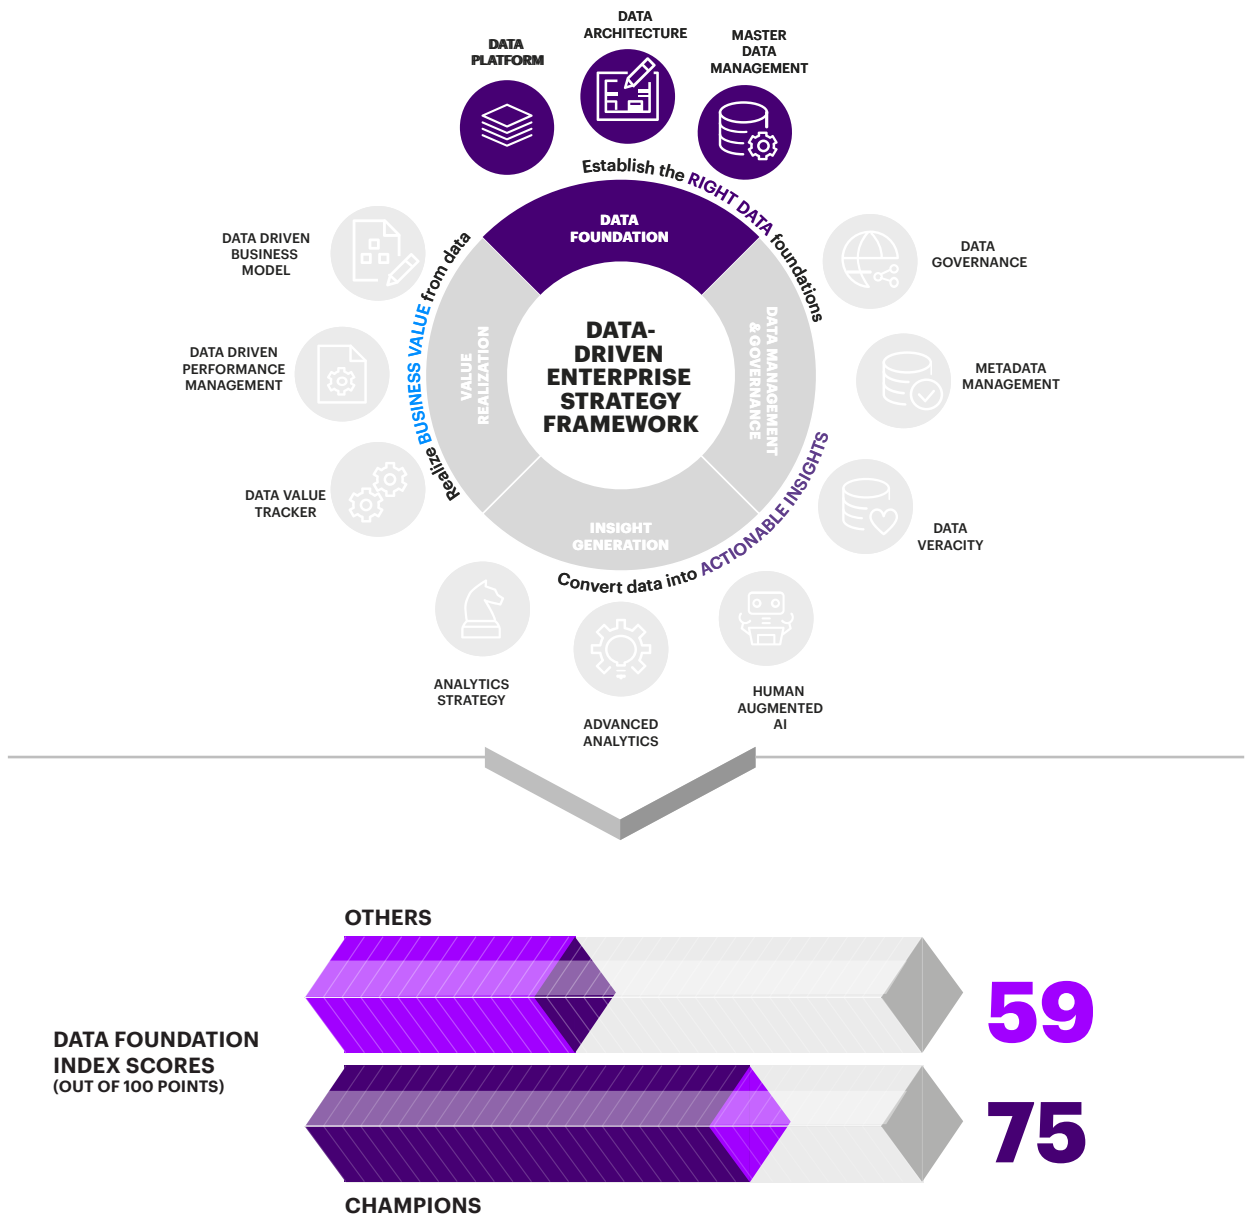 DATA
ARCHITECTURE
DATA
PLATFORM
MASTER
DATA
MANAGEMENT
Establish the RIGHT DATA foundations
DATA
FOUNDATION
DATA DRIVEN
BUSINESS
MODEL
DATA
GOVERNANCE
Realize BUSINESS VALUE from data
VALUE
REALIZATION
DATA-
DRIVEN
ENTERPRISE
STRATEGY
FRAMEWORK
DATA MANAGEMENT
& GOVERNANCE
DATA DRIVEN
PERFORMANCE
MANAGEMENT
METADATA
MANAGEMENT
DATA VALUE
TRACKER
DATA
VERACITY
INSIGHT
GENERATION
Convert data into ACTIONABLE INSIGHTS
ANALYTICS
STRATEGY
ADVANCED
ANALYTICS
HUMAN
AUGMENTED
AI
OTHERS
59
DATA FOUNDATION
INDEX SCORES
(OUT OF 100 POINTS)
75
CHAMPIONS